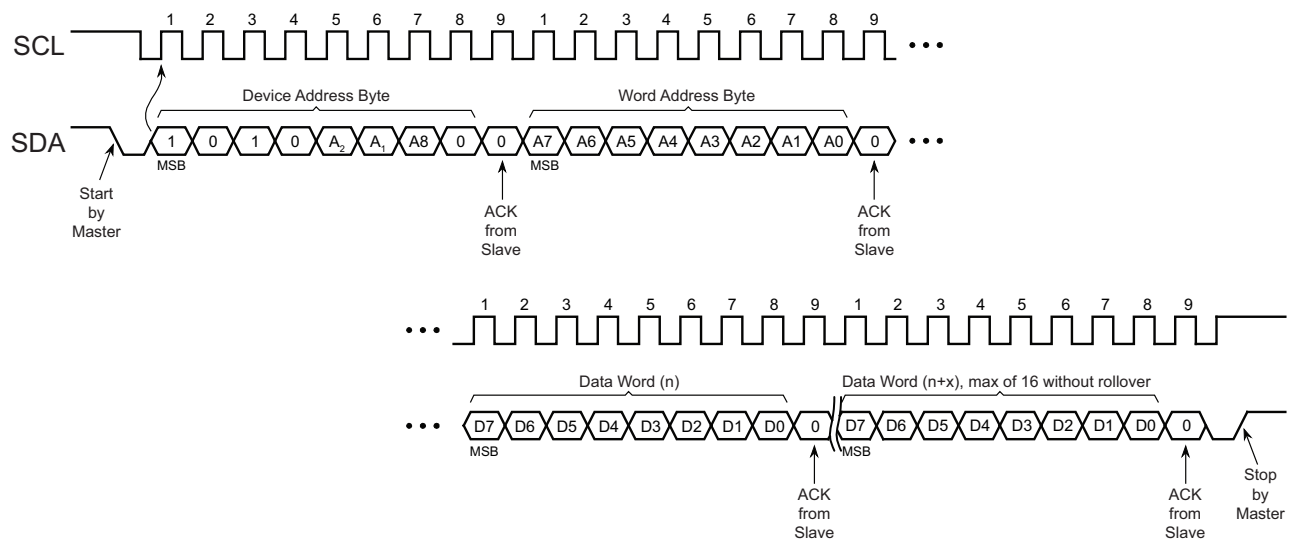 1 2 3 4 5 6 7 8 9 1 2 3 4 5 6 7 8 9
SCL
Device Address Byte Word Address Byte
SDA 1 0 1 0 A2 A1 A8 0 0 A7 A6 A5 A4 A3 A2 A1 A0 0
MSB MSB
Start
by
Master
ACK
from
Slave
ACK
from
Slave
1 2 3 4 5 6 7 8 9 1 2 3 4 5 6 7 8 9
Data Word (n) Data Word (n+x), max of 16 without rollover
D7 D6 D5 D4 D3 D2 D1 D0 0 D7 D6 D5 D4 D3 D2 D1 D0 0
MSB MSB
ACK
from
Slave
ACK
from
Slave
Stop
by
Master